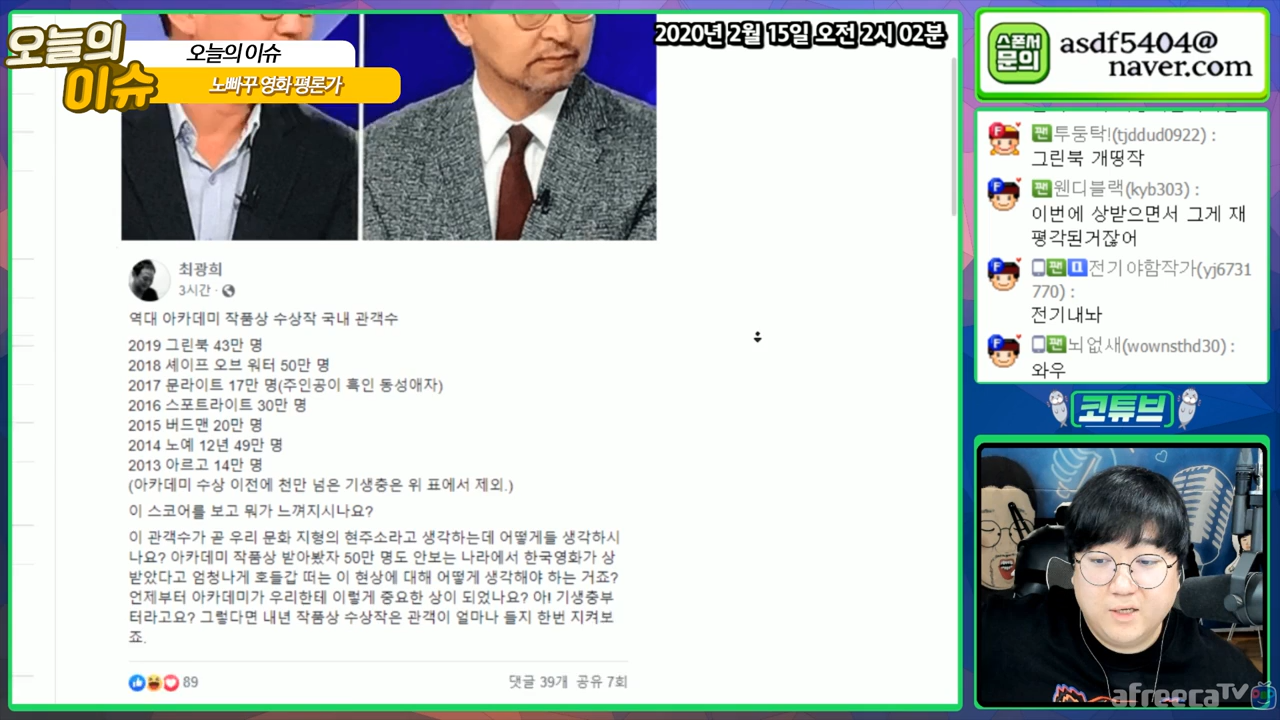 오늘의
이슈
오늘의 이슈
노빠꾸 영화 평론가
2020년 2월 15일 오전 2시 02분
스폰서
문의
asdf5404@
naver.com
최광희
3시간 ·
역대 아카데미 작품상 수상작 국내 관객수
2019 그린북 43만 명
2018 셰이프 오브 워터 50만 명
2017 문라이트 17만 명(주인공이 흑인 동성애자)
2016 스포트라이트 30만 명
2015 버드맨 20만 명
2014 노예 12년 49만 명
2013 아르고 14만 명
(아카데미 수상 이전에 천만 넘은 기생충은 위 표에서 제외.)
이 스코어를 보고 뭐가 느껴지시나요?
이 관객수가 곧 우리 문화 지형의 현주소라고 생각하는데 어떻게들 생각하시
나요? 아카데미 작품상 받아봤자 50만 명도 안보는 나라에서 한국영화가 상
받았다고 엄청나게 호들갑 떠는 이 현상에 대해 어떻게 생각해야 하는 거죠?
언제부터 아카데미가 우리한테 이렇게 중요한 상이 되었나요? 아! 기생충부
터라고요? 그렇다면 내년 작품상 수상작은 관객이 얼마나 들지 한번 지켜보
죠.
89
댓글 39개 공유 7회
팬 투둥탁!(tjddud0922) :
그린북 개띵작
팬 웬디블랙(kyb303) :
이번에 상받으면서 그게 재
평각된거잖어
팬 전기야함작가(yj6731
770) :
전기내놔
팬 뇌없새(wownsthd30) :
와우
코튜브
afreecaTV